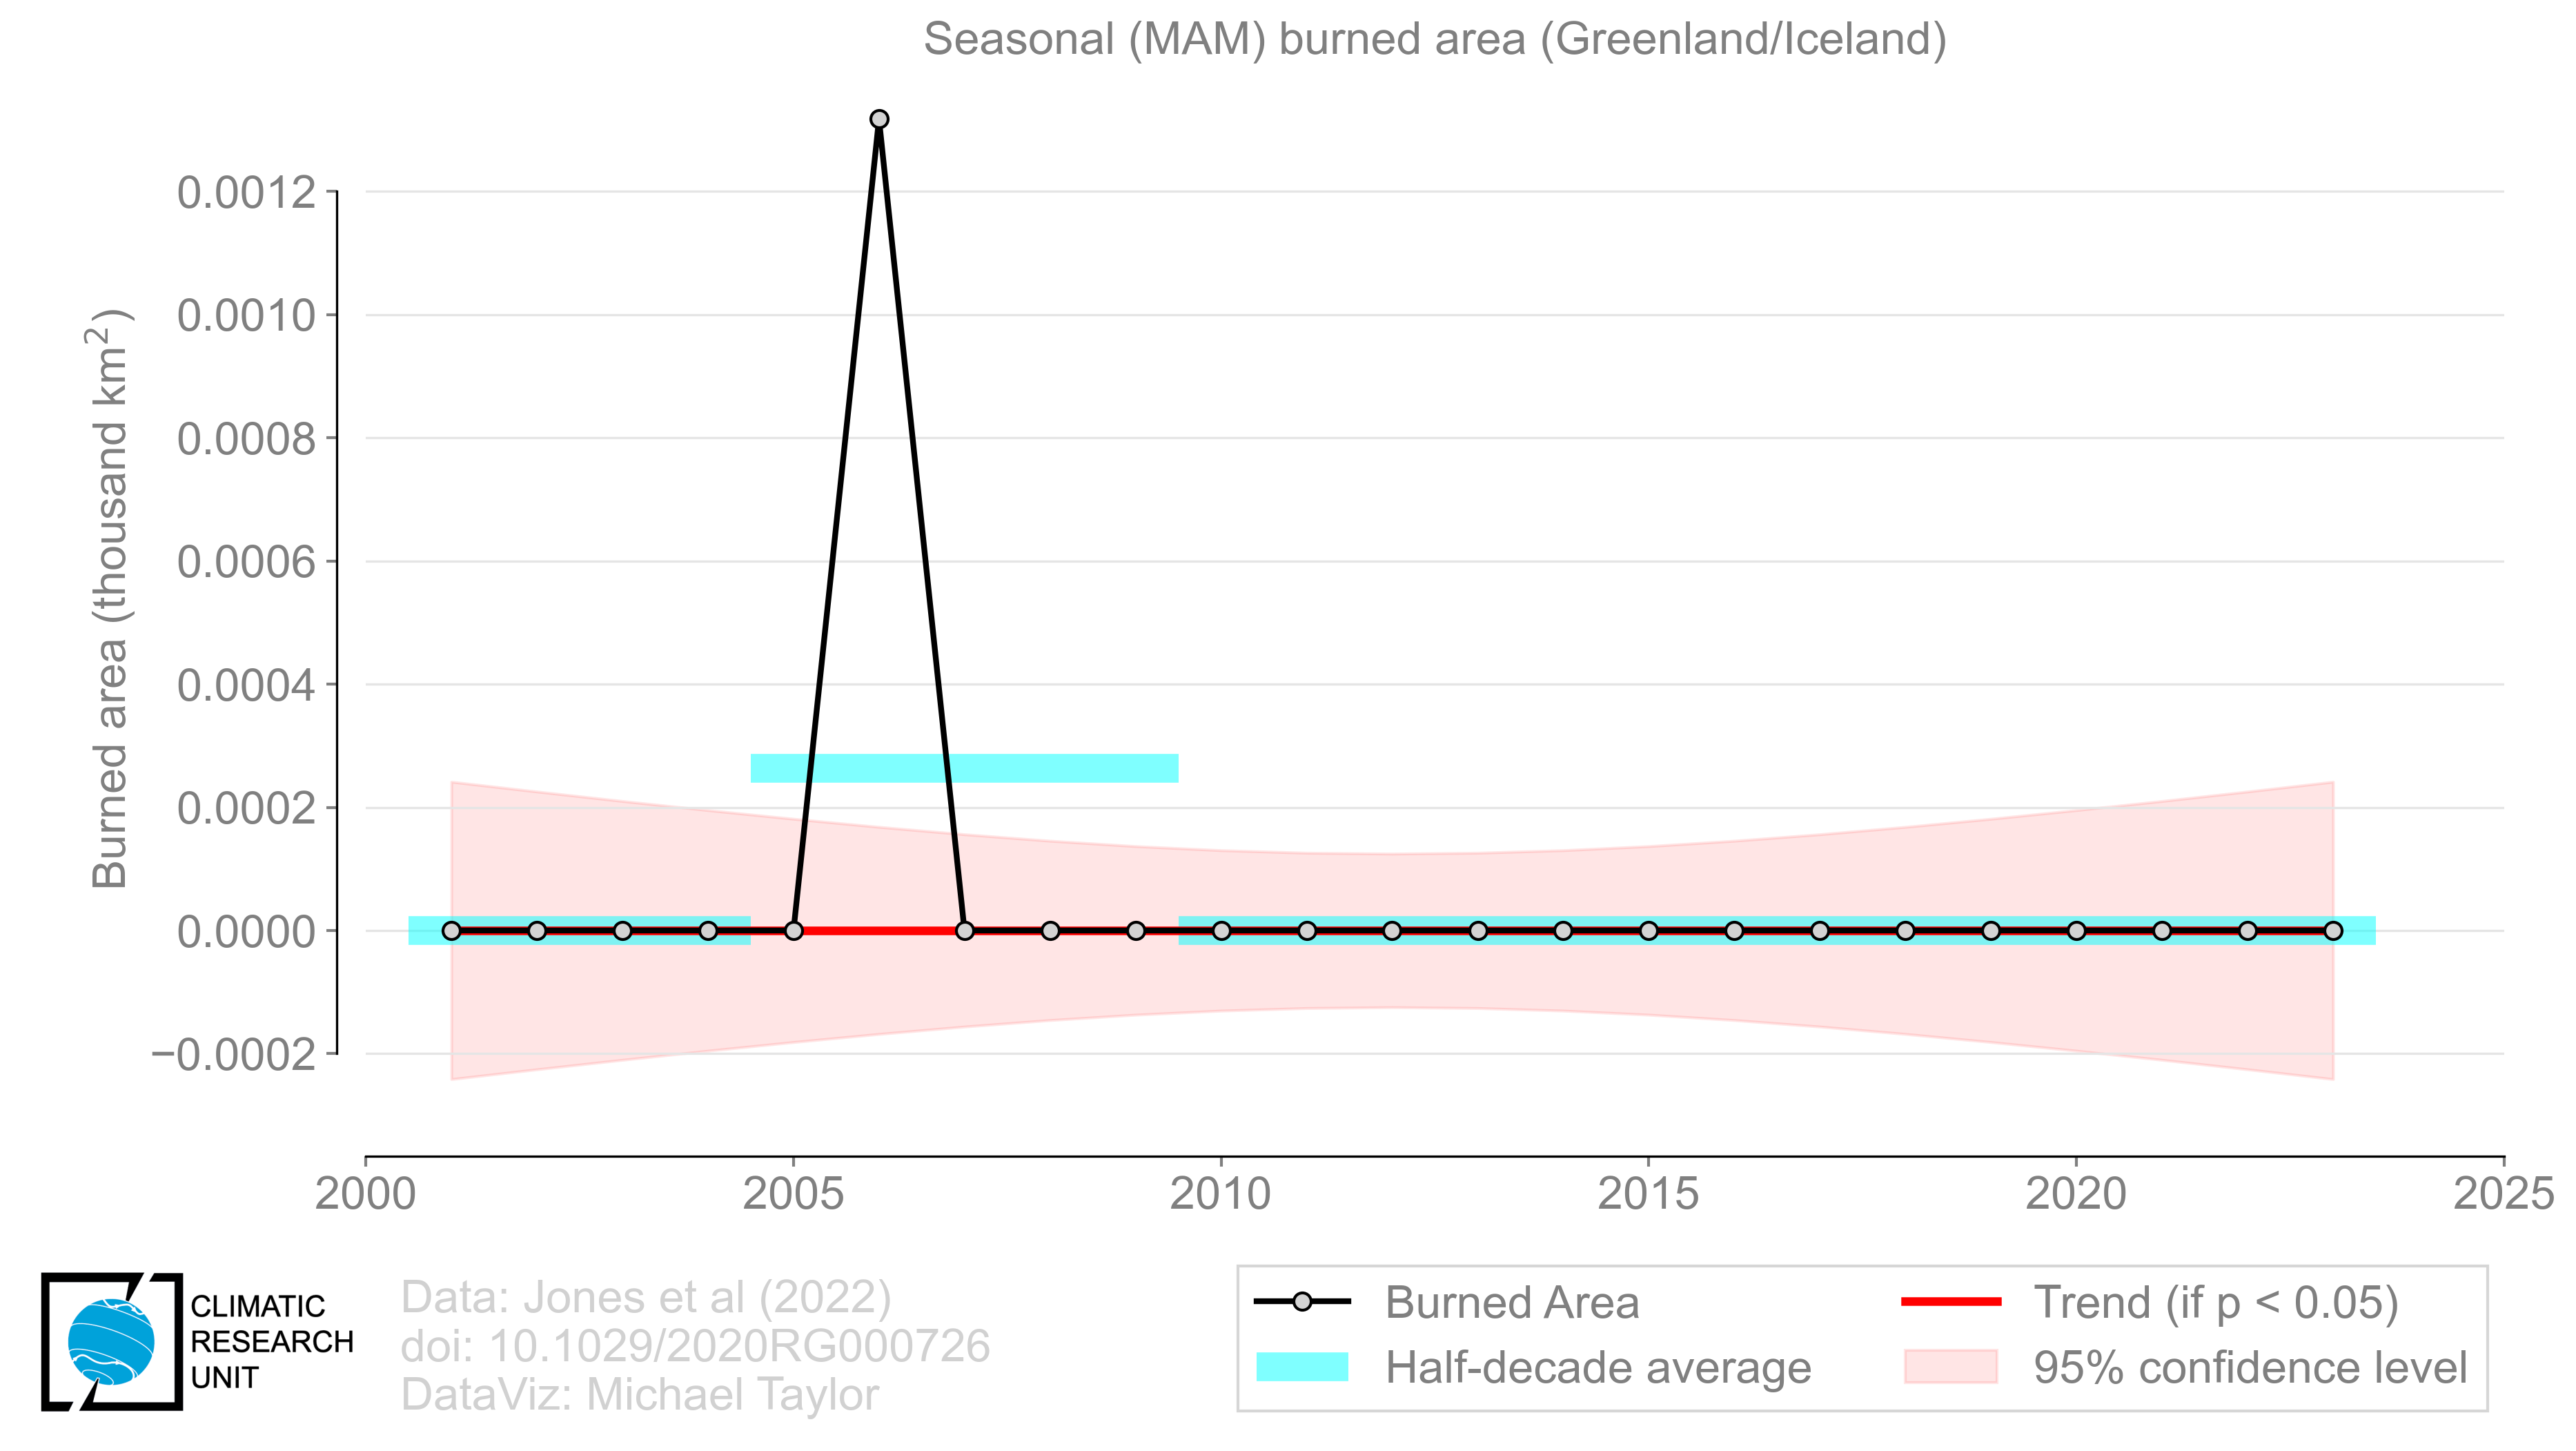 Seasonal (MAM) burned area (Greenland/Iceland)
Burned area (thousand km²)
0.0012
0.0010
0.0008
0.0006
0.0004
0.0002
0.0000
−0.0002
2000 2005 2010 2015 2020 2025
CLIMATIC
RESEARCH
UNIT
Data: Jones et al (2022)
doi: 10.1029/2020RG000726
DataViz: Michael Taylor
Burned Area
Half-decade average
Trend (if p < 0.05)
95% confidence level